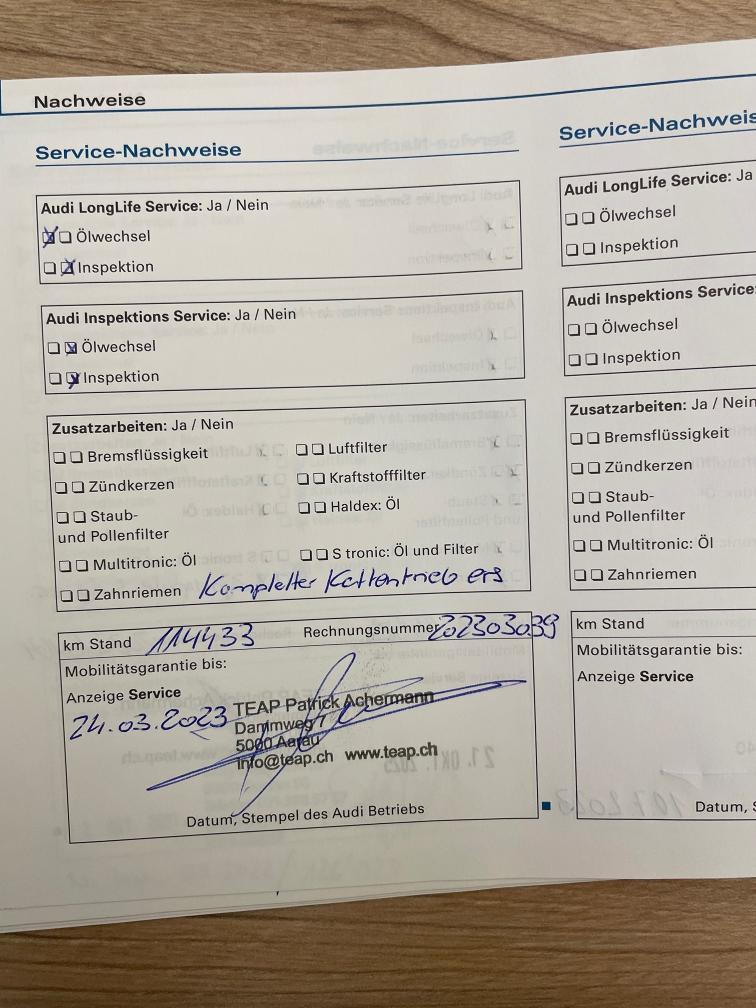 Nachweise
Service-Nachweise
Audi LongLife Service: Ja / Nein
Ölwechsel
Inspektion
Audi Inspektions Service: Ja / Nein
Ölwechsel
Inspektion
Zusatzarbeiten: Ja / Nein
Bremsflüssigkeit
Luftfilter
Zündkerzen
Kraftstofffilter
Staub-
und Pollenfilter
Haldex: Öl
Multitronic: Öl
S tronic: Öl und Filter
Zahnriemen
Kompletter Kettentrieb ers
km Stand 114433 Rechnungsnummer 202303039
Mobilitätsgarantie bis:
Anzeige Service
24.03.2023
TEAP Patrick Achermann
Dammweg
5000 Aarau
info@teap.ch www.teap.ch
Datum, Stempel des Audi Betriebs
Service-Nachweis
Audi LongLife Service: Ja
Ölwechsel
Inspektion
Audi Inspektions Service:
Ölwechsel
Inspektion
Zusatzarbeiten: Ja / Nein
Bremsflüssigkeit
Zündkerzen
Staub-
und Pollenfilter
Multitronic: Öl
Zahnriemen
km Stand
Mobilitätsgarantie bis:
Anzeige Service
Datum, S